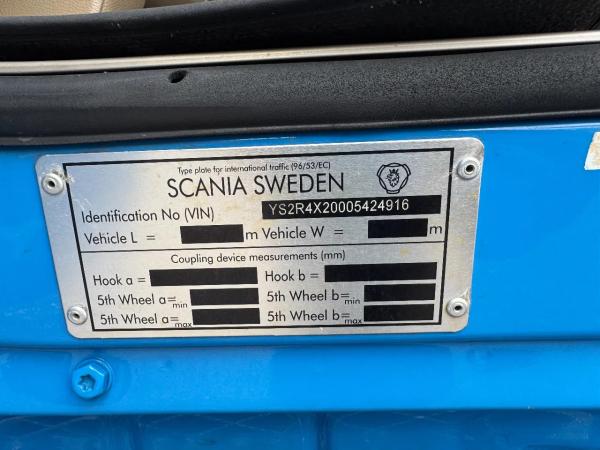 Type plate for international traffic (96/53/EC)
SCANIA SWEDEN
Identification No (VIN) YS2R4X20005424916
Vehicle L = m Vehicle W = m
Coupling device measurements (mm)
Hook a = Hook b =
5th Wheel a=min 5th Wheel b=min
5th Wheel a=max 5th Wheel b=max